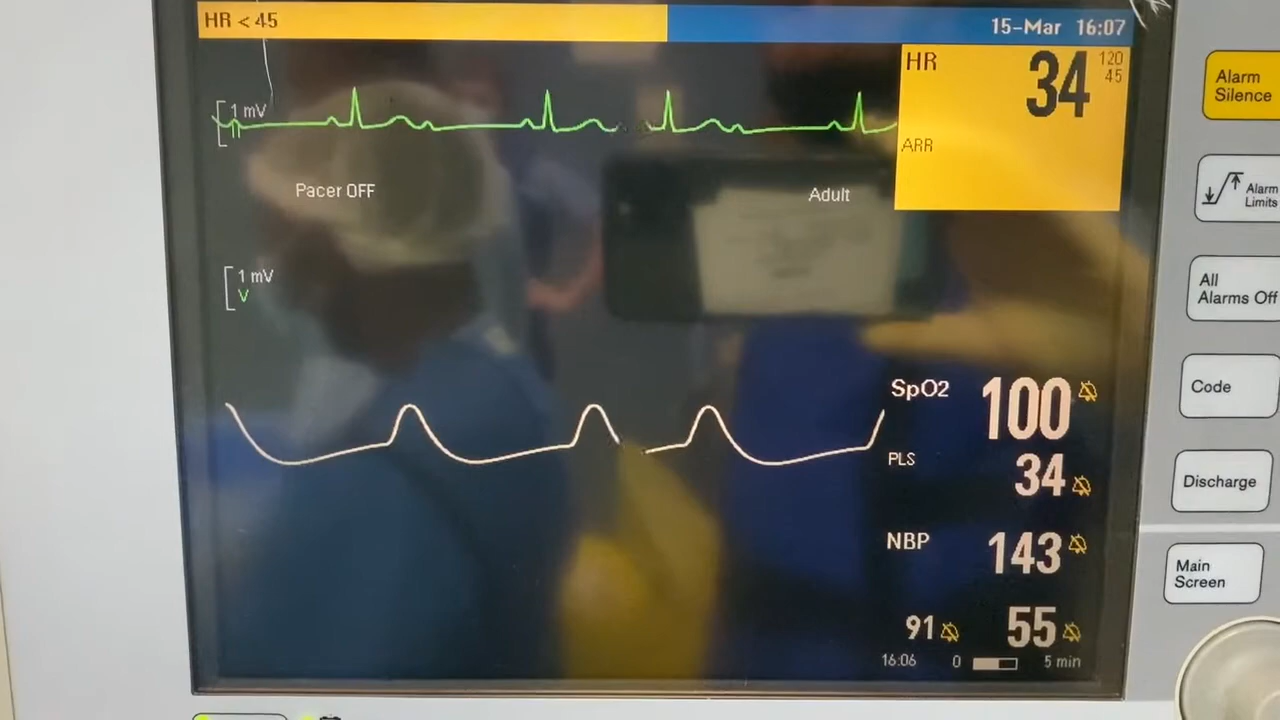 HR < 45
15-Mar 16:07
HR 34 120
45
1 mV
II
ARR
Pacer OFF
Adult
1 mV
V
SpO2 100
PLS 34
NBP 143
91 55
16:06 0 5 min
Alarm
Silence
Alarm
Limits
All
Alarms Off
Code
Discharge
Main
Screen